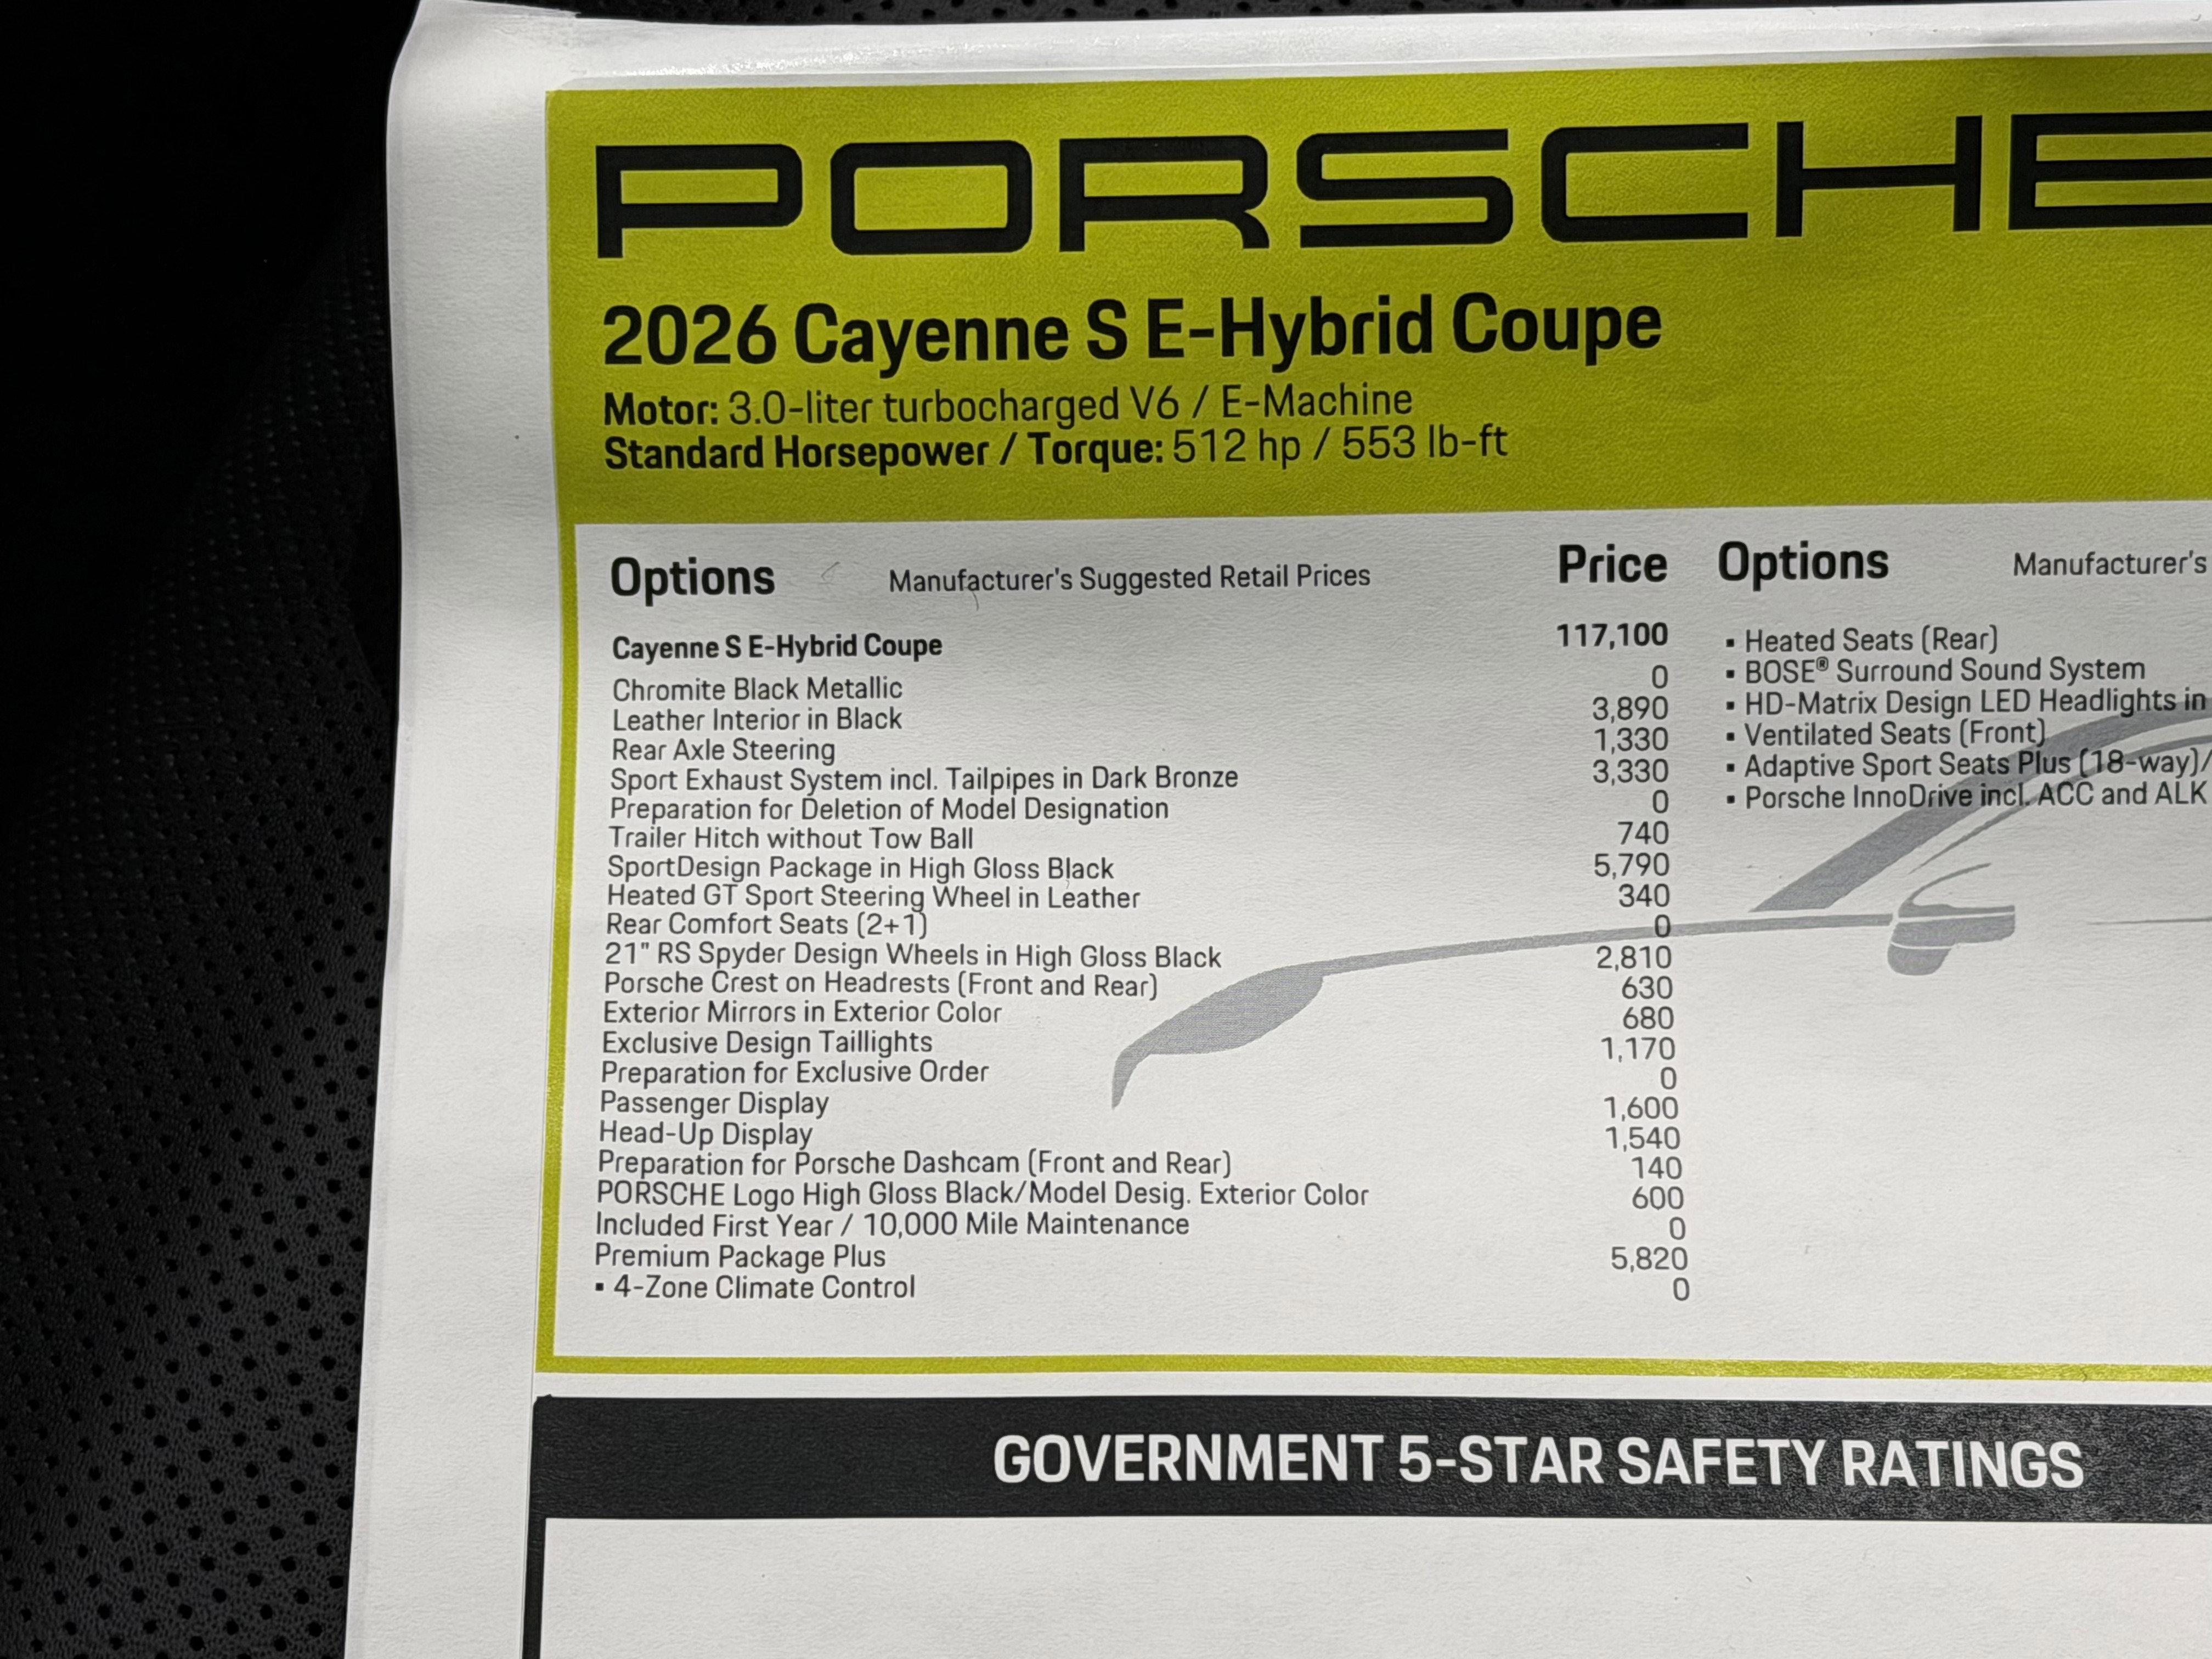 PORSCHE
2026 Cayenne S E-Hybrid Coupe
Motor: 3.0-liter turbocharged V6 / E-Machine
Standard Horsepower / Torque: 512 hp / 553 lb-ft
Options Manufacturer's Suggested Retail Prices Price
Cayenne S E-Hybrid Coupe 117,100
Chromite Black Metallic 0
Leather Interior in Black 3,890
Rear Axle Steering 1,330
Sport Exhaust System incl. Tailpipes in Dark Bronze 3,330
Preparation for Deletion of Model Designation 0
Trailer Hitch without Tow Ball 740
SportDesign Package in High Gloss Black 5,790
Heated GT Sport Steering Wheel in Leather 340
Rear Comfort Seats (2+1) 0
21" RS Spyder Design Wheels in High Gloss Black 2,810
Porsche Crest on Headrests (Front and Rear) 630
Exterior Mirrors in Exterior Color 680
Exclusive Design Taillights 1,170
Preparation for Exclusive Order 0
Passenger Display 1,600
Head-Up Display 1,540
Preparation for Porsche Dashcam (Front and Rear) 140
PORSCHE Logo High Gloss Black/Model Desig. Exterior Color 600
Included First Year / 10,000 Mile Maintenance 0
Premium Package Plus 5,820
▪ 4-Zone Climate Control 0
Options Manufacturer's
▪ Heated Seats (Rear)
▪ BOSE® Surround Sound System
▪ HD-Matrix Design LED Headlights in
▪ Ventilated Seats (Front)
▪ Adaptive Sport Seats Plus (18-way)/
▪ Porsche InnoDrive incl. ACC and ALK
GOVERNMENT 5-STAR SAFETY RATINGS